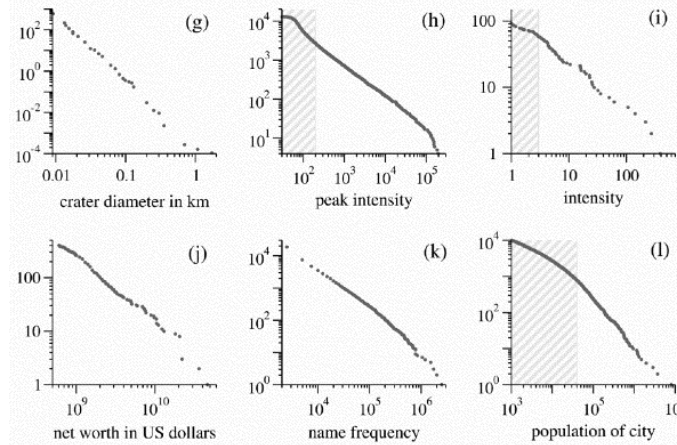 (g)
10^2
10^0
10^-2
10^-4
0.01 0.1 1
crater diameter in km
(h)
10^4
10^3
10^2
10^1
10^2 10^3 10^4 10^5
peak intensity
(i)
100
10
1
1 10 100
intensity
(j)
100
10
1
10^9 10^10
net worth in US dollars
(k)
10^4
10^2
10^0
10^4 10^5 10^6
name frequency
(l)
10^4
10^2
10^0
10^3 10^5 10^7
population of city